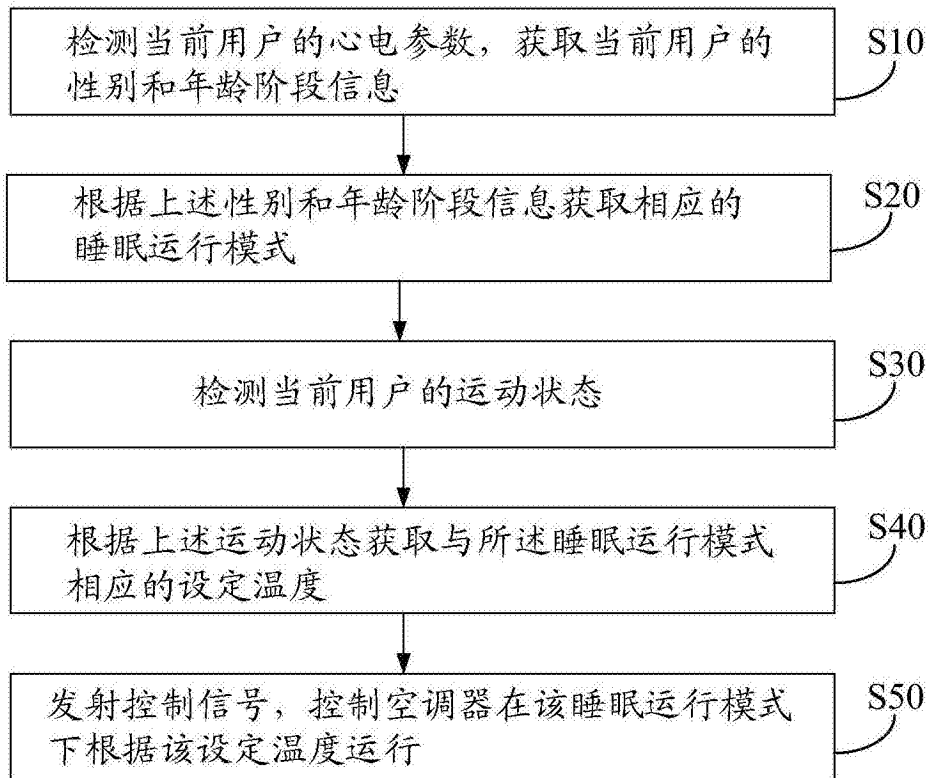 检测当前用户的心电参数，获取当前用户的
性别和年龄阶段信息
S10
根据上述性别和年龄阶段信息获取相应的
睡眠运行模式
S20
检测当前用户的运动状态
S30
根据上述运动状态获取与所述睡眠运行模式
相应的设定温度
S40
发射控制信号，控制空调器在该睡眠运行模式
下根据该设定温度运行
S50